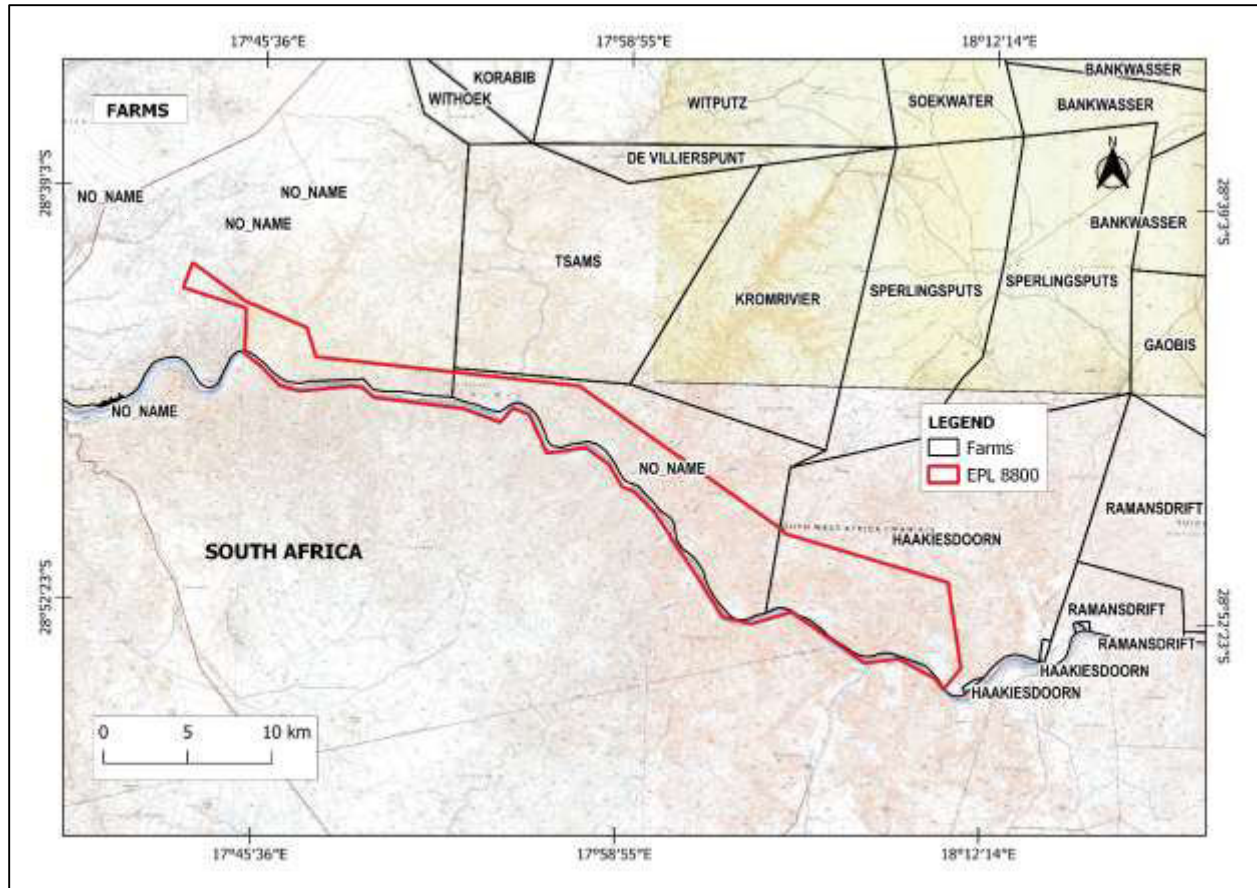 17°45'36"E
17°58'55"E
18°12'14"E
FARMS
KORABIB
WITHOEK
WITPUTZ
SOEKWATER
BANKWASSER
BANKWASSER
DE VILLIERSPUNT
N
28°39'3"S
28°39'3"S
NO_NAME
NO_NAME
NO_NAME
BANKWASSER
TSAMS
KROMRIVIER
SPERLINGSPUTS
SPERLINGSPUTS
GAOBIS
NO_NAME
LEGEND
Farms
EPL 8800
NO_NAME
RAMANSDRIFT
HAAKIESDOORN
SOUTH AFRICA
28°52'23"S
28°52'23"S
RAMANSDRIFT
RAMANSDRIFT
HAAKIESDOORN
HAAKIESDOORN
0 5 10 km
17°45'36"E
17°58'55"E
18°12'14"E